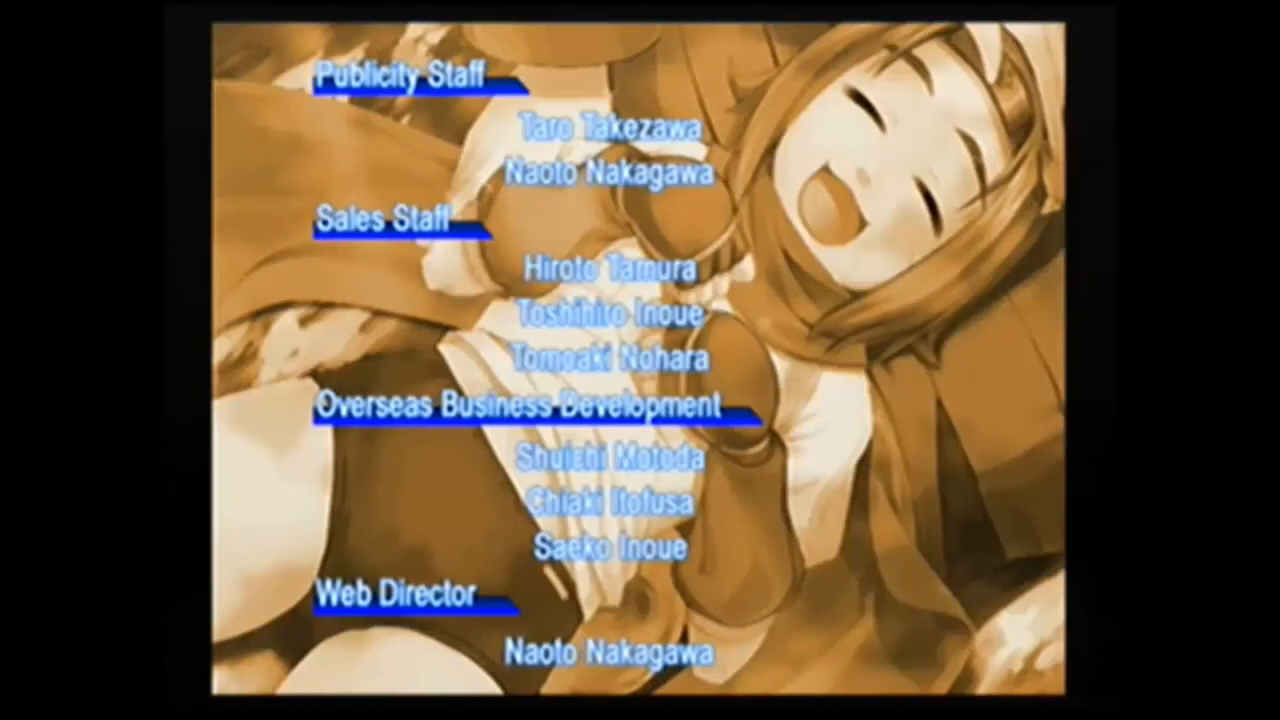 Publicity Staff
Taro Takezawa
Naoto Nakagawa
Sales Staff
Hiroto Tamura
Toshihiro Inoue
Tomoaki Nohara
Overseas Business Development
Shuichi Motoda
Chiaki Itofusa
Saeko Inoue
Web Director
Naoto Nakagawa